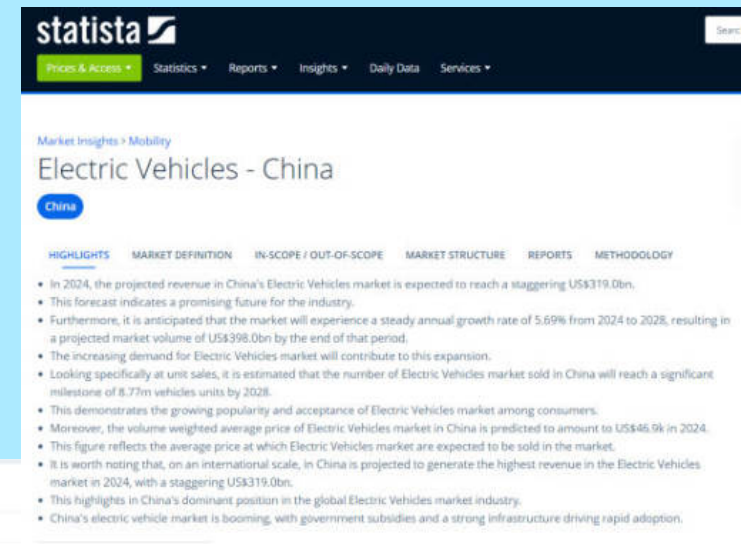 statista
Searc
Prices & Access Statistics Reports Insights Daily Data Services
Market Insights > Mobility
Electric Vehicles - China
China
HIGHLIGHTS MARKET DEFINITION IN-SCOPE / OUT-OF-SCOPE MARKET STRUCTURE REPORTS METHODOLOGY
• In 2024, the projected revenue in China's Electric Vehicles market is expected to reach a staggering US$319.0bn.
• This forecast indicates a promising future for the industry.
• Furthermore, it is anticipated that the market will experience a steady annual growth rate of 5.69% from 2024 to 2028, resulting in
a projected market volume of US$398.0bn by the end of that period.
• The increasing demand for Electric Vehicles market will contribute to this expansion.
• Looking specifically at unit sales, it is estimated that the number of Electric Vehicles market sold in China will reach a significant
milestone of 8.77m vehicles units by 2028.
• This demonstrates the growing popularity and acceptance of Electric Vehicles market among consumers.
• Moreover, the volume weighted average price of Electric Vehicles market in China is predicted to amount to US$46.9k in 2024.
• This figure reflects the average price at which Electric Vehicles market are expected to be sold in the market.
• It is worth noting that, on an international scale, in China is projected to generate the highest revenue in the Electric Vehicles
market in 2024, with a staggering US$319.0bn.
• This highlights in China's dominant position in the global Electric Vehicles market industry.
• China's electric vehicle market is booming, with government subsidies and a strong infrastructure driving rapid adoption.